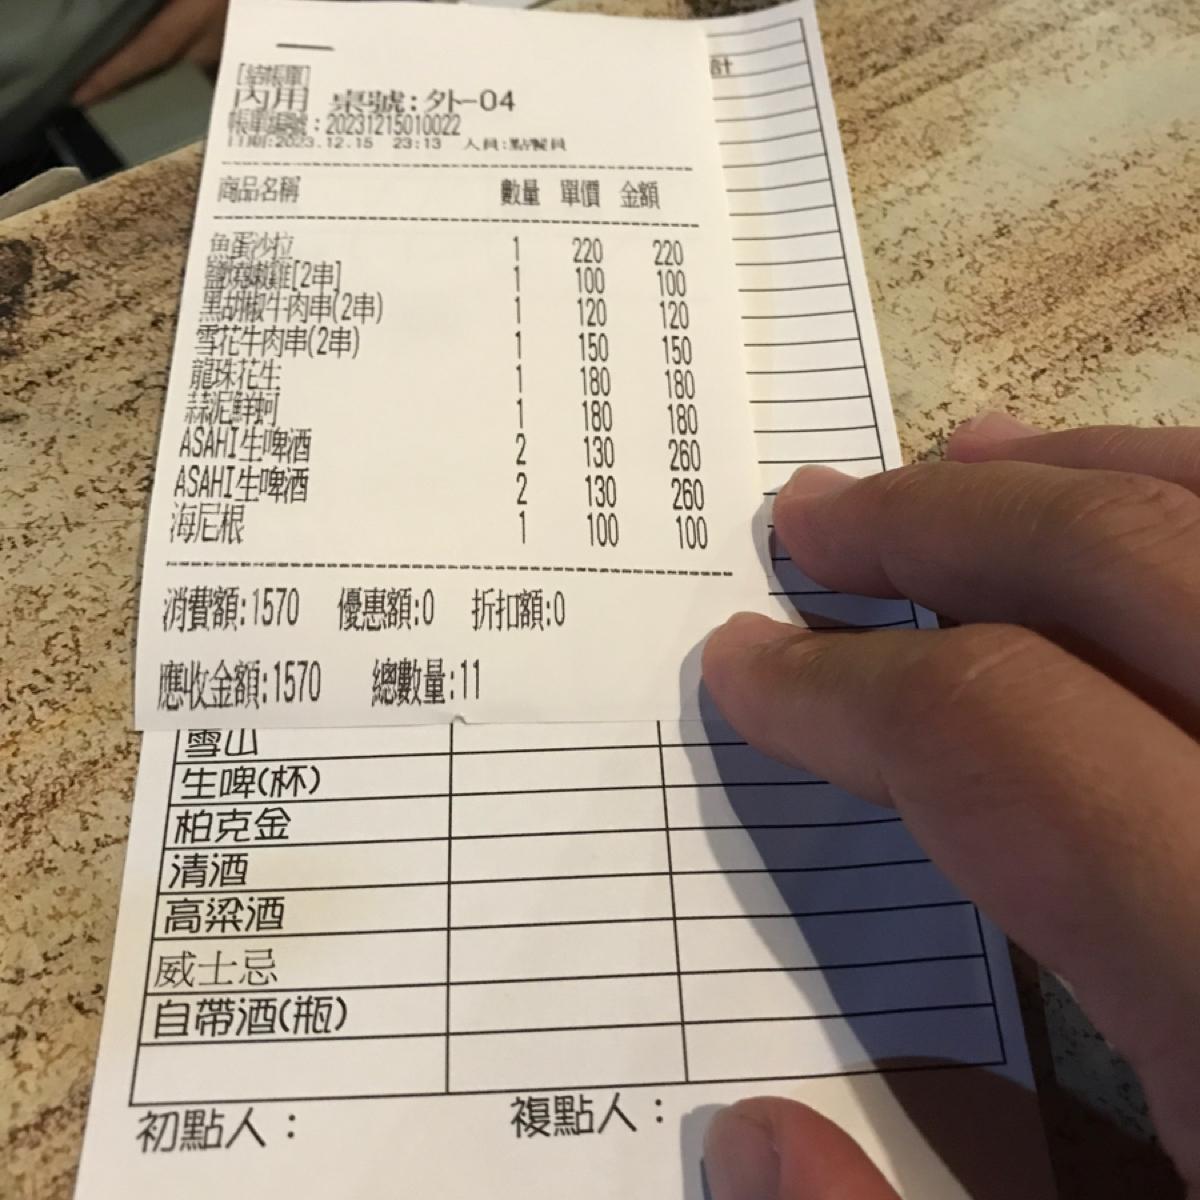 [結帳單]
內用 桌號:外-04
帳單編號:20231215010022
日期:2023.12.15 23:13 人員:點餐員
商品名稱 數量 單價 金額
魚蛋沙拉 1 220 220
鹽燒嫩雞[2串] 1 100 100
黑胡椒牛肉串(2串) 1 120 120
雪花牛肉串(2串) 1 150 150
龍珠花生 1 180 180
蒜泥鮮蚵 1 180 180
ASAHI生啤酒 2 130 260
ASAHI生啤酒 2 130 260
海尼根 1 100 100
消費額:1570 優惠額:0 折扣額:0
應收金額:1570 總數量:11
計
雪山
生啤(杯)
柏克金
清酒
高粱酒
威士忌
自帶酒(瓶)
初點人: 複點人: